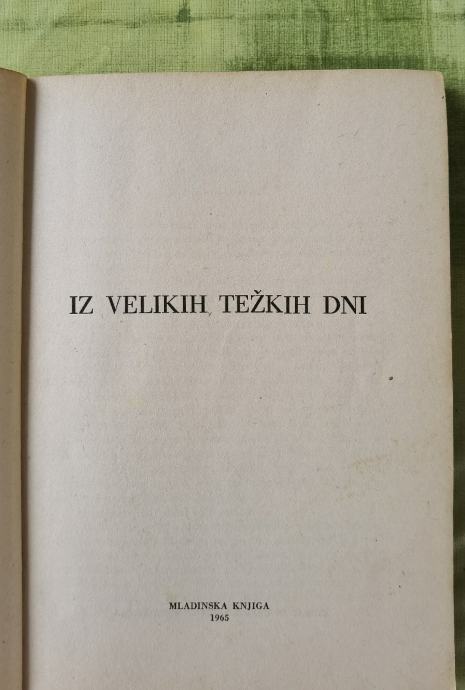 IZ VELIKIH, TEŽKIH DNI
MLADINSKA KNJIGA
1965